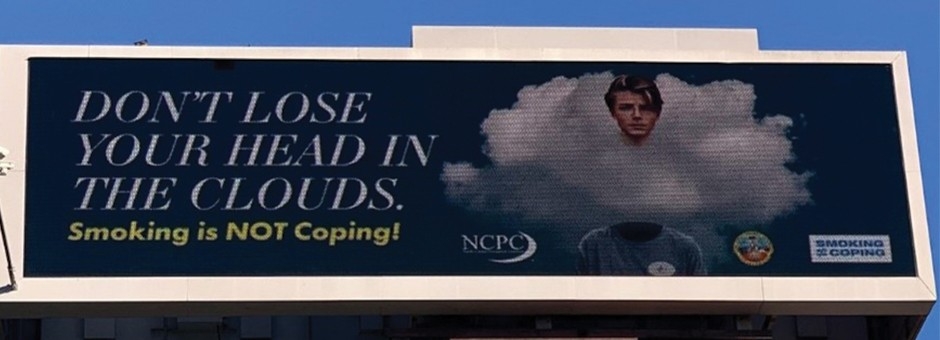 DON'T LOSE
YOUR HEAD IN
THE CLOUDS.
Smoking is NOT Coping!
NCPC
SMOKING
COPING